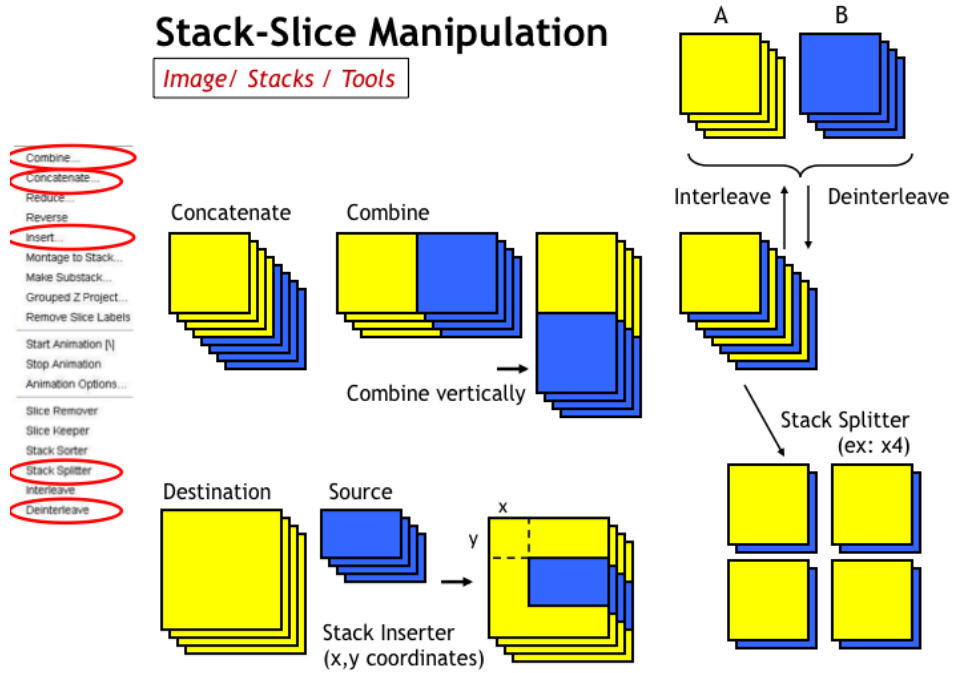 Stack-Slice Manipulation
Image/ Stacks / Tools
A
B
Interleave
Deinterleave
Combine...
Concatenate...
Reduce...
Reverse
Insert...
Montage to Stack...
Make Substack...
Grouped Z Project...
Remove Slice Labels
Start Animation [\]
Stop Animation
Animation Options...
Slice Remover
Slice Keeper
Stack Sorter
Stack Splitter
Interleave
Deinterleave
Concatenate
Combine
Combine vertically
Stack Splitter
(ex: x4)
Destination
Source
x
y
Stack Inserter
(x,y coordinates)